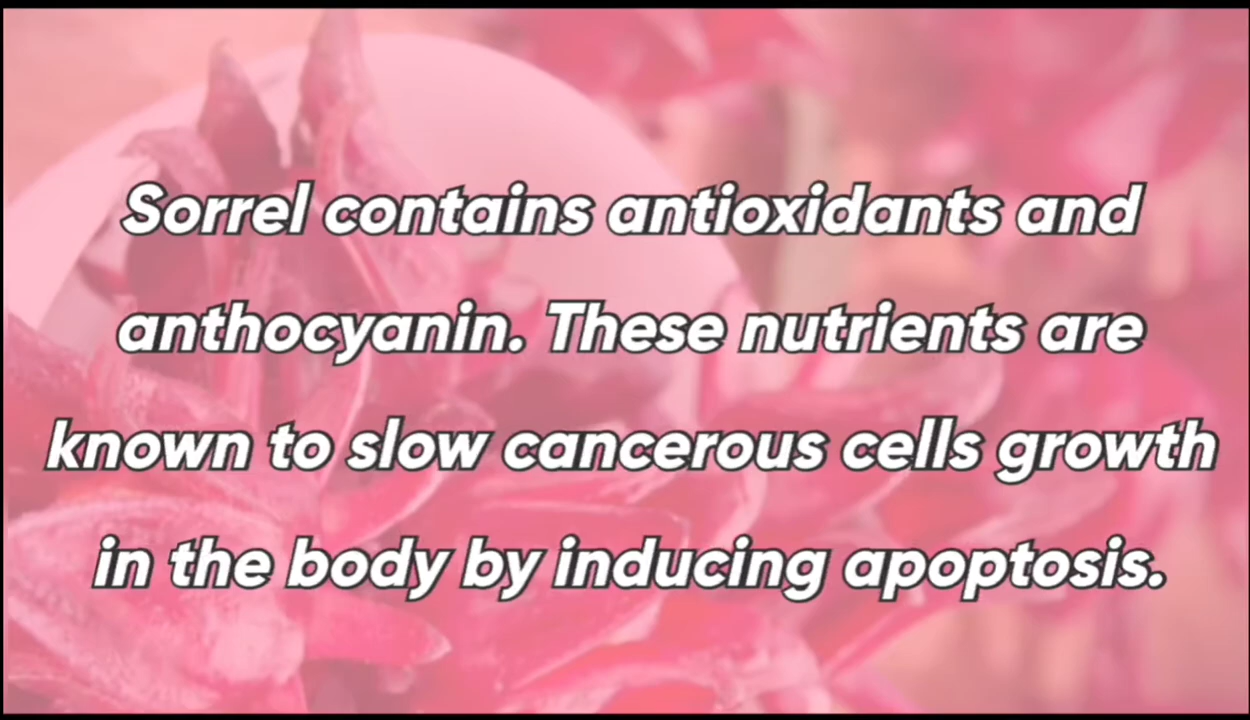 Sorrel contains antioxidants and
anthocyanin. These nutrients are
known to slow cancerous cells growth
in the body by inducing apoptosis.